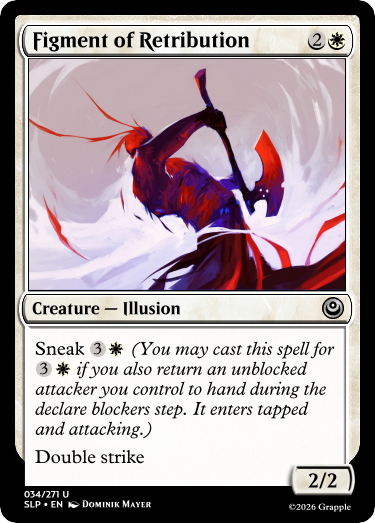 Figment of Retribution 2
Creature — Illusion
Sneak 3 (You may cast this spell for
3 if you also return an unblocked
attacker you control to hand during the
declare blockers step. It enters tapped
and attacking.)
Double strike
2/2
034/271 U
SLP • EN Dominik Mayer
©2026 Grapple